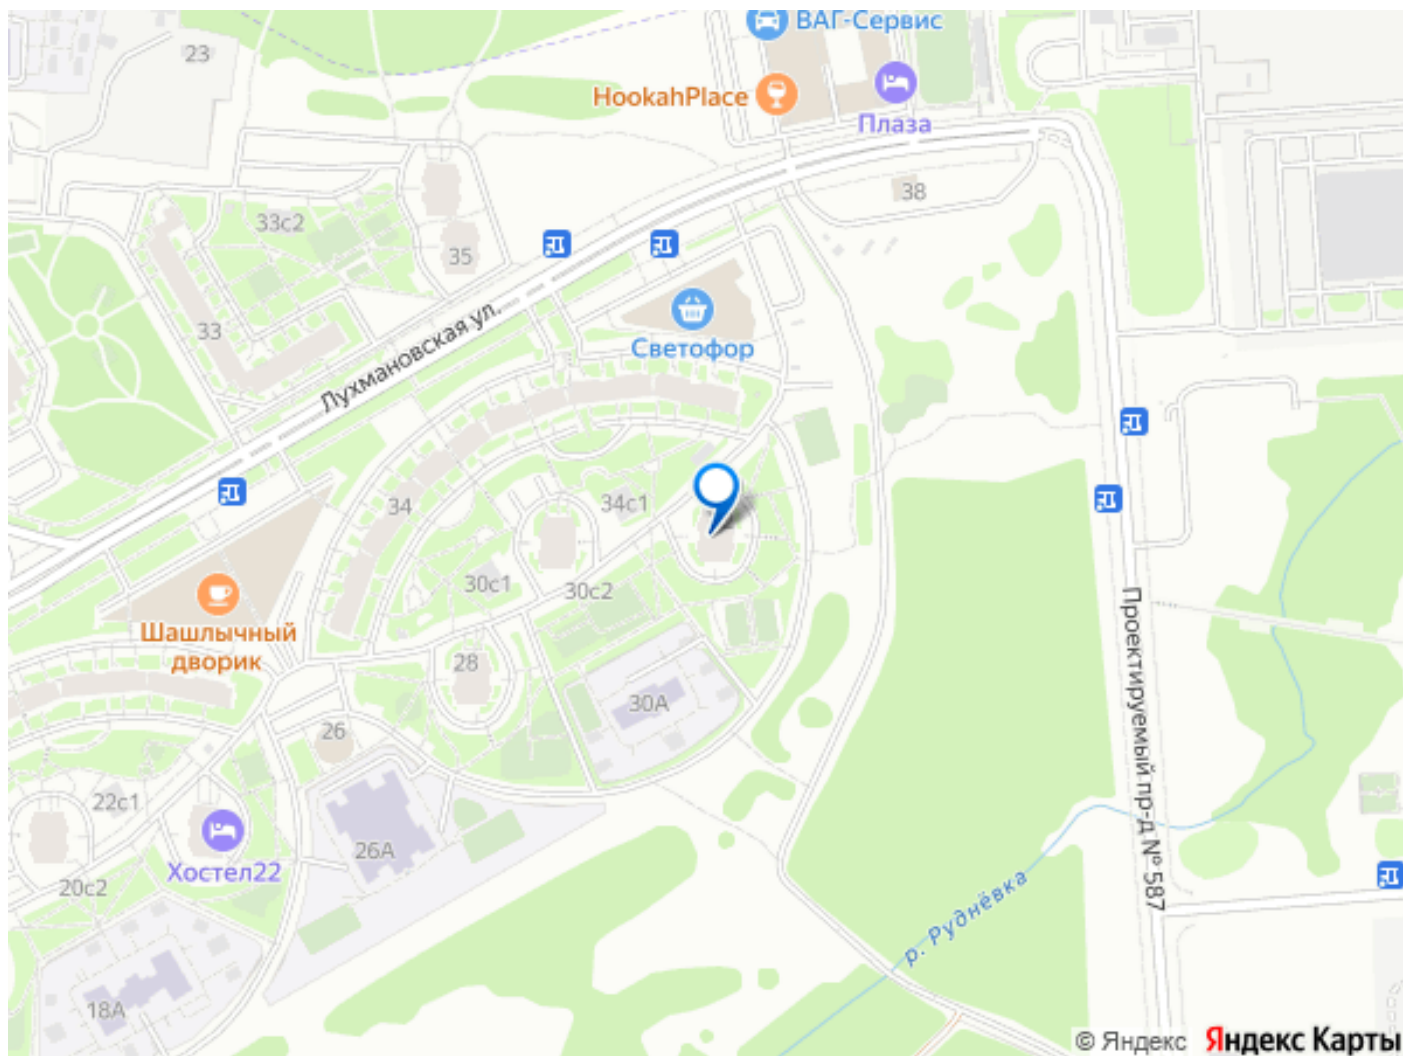 ВАГ-Сервис
23
HookahPlace
Плаза
38
33с2
35
33
Лухмановская ул.
Светофор
34
34с1
30с1
30с2
Шашлычный
дворик
28
30А
26
Проектируемый пр-д № 587
22с1
26А
Хостел22
20с2
р. Руднёвка
18А
© Яндекс Яндекс Карты